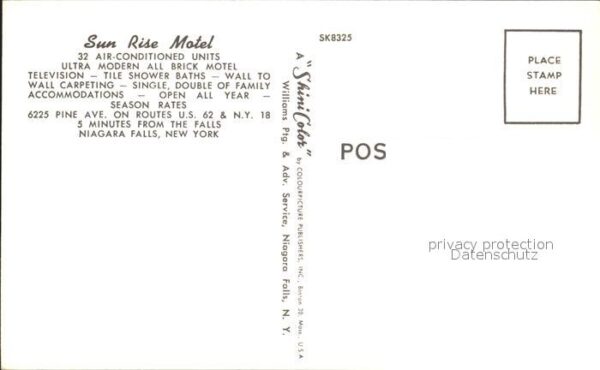 Sun Rise Motel
32 AIR-CONDITIONED UNITS
ULTRA MODERN ALL BRICK MOTEL
TELEVISION — TILE SHOWER BATHS — WALL TO
WALL CARPETING — SINGLE, DOUBLE OF FAMILY
ACCOMMODATIONS — OPEN ALL YEAR —
SEASON RATES
6225 PINE AVE. ON ROUTES U.S. 62 & N.Y. 18
5 MINUTES FROM THE FALLS
NIAGARA FALLS, NEW YORK
SK8325
A "ShiniColor" by COLOURPICTURE PUBLISHERS, INC., Boston 30, Mass., U.S.A
Williams Ptg. & Adv. Service, Niagara Falls, N. Y.
POS
PLACE
STAMP
HERE
privacy protection
Datenschutz